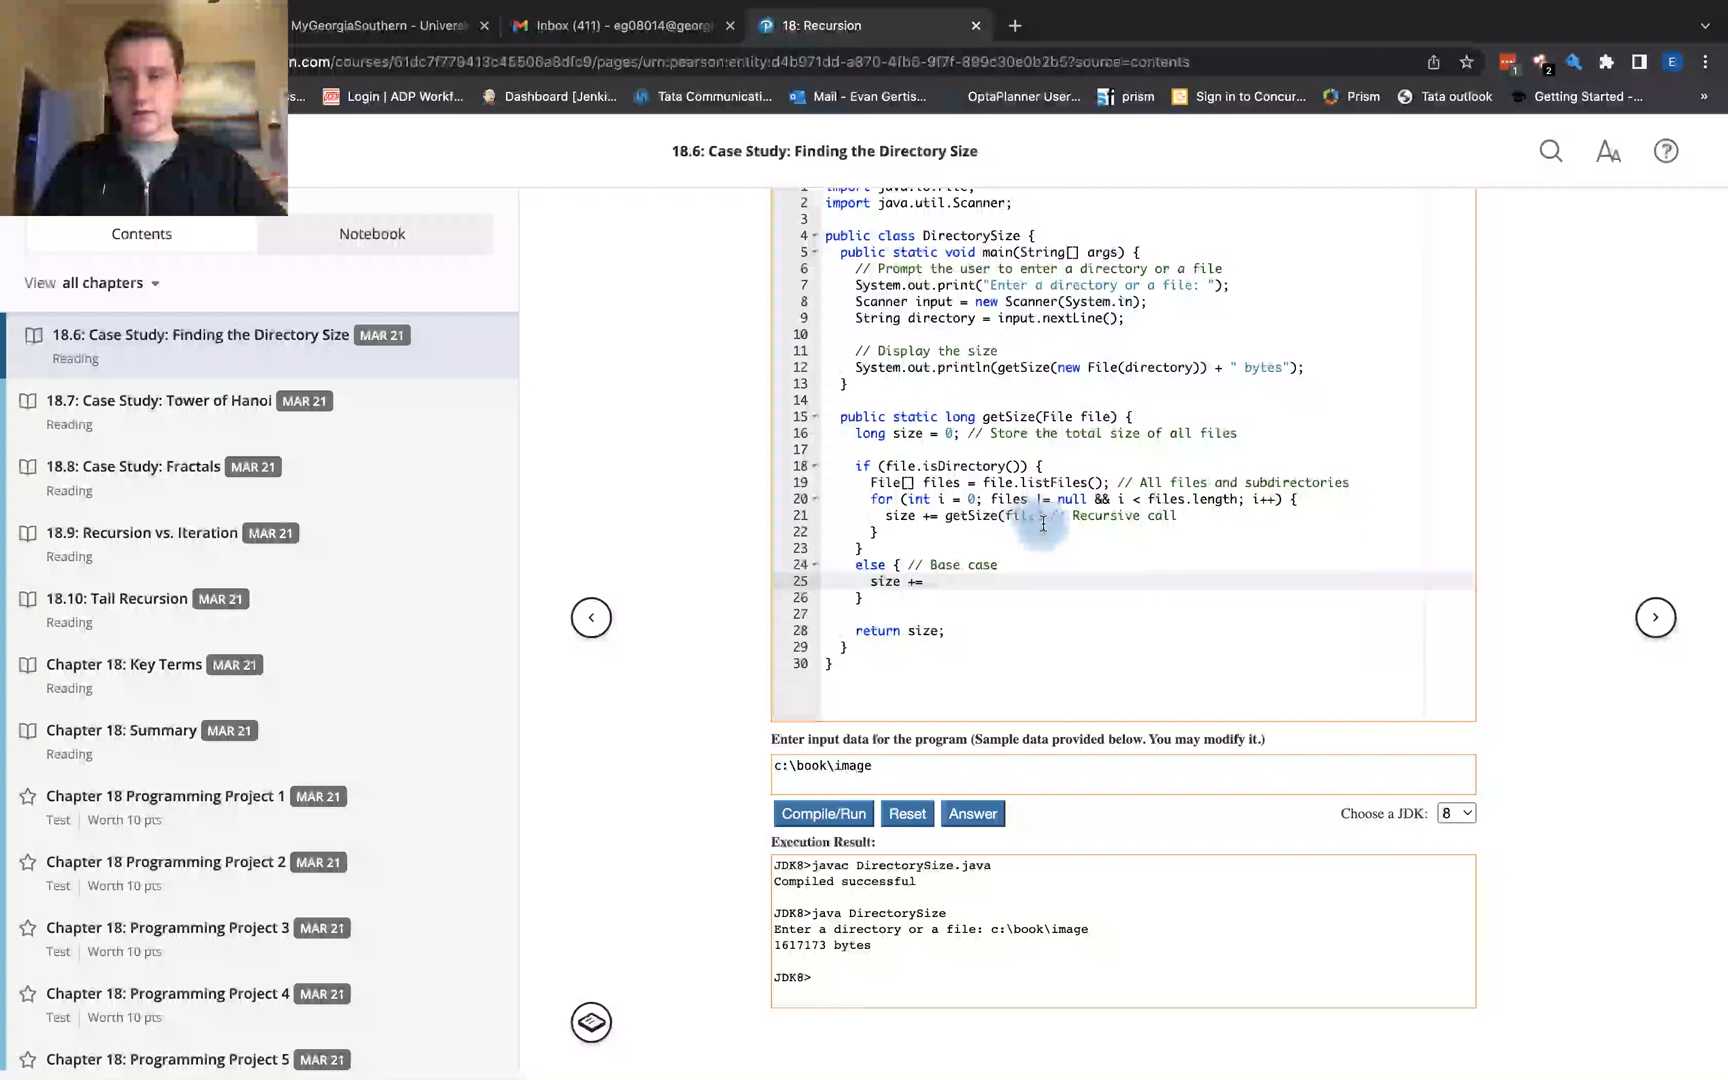 MyGeorgiaSouthern - Univers
Inbox (411) - eg08014@georg
18: Recursion
n.com/courses/61dc7f779413c45508a8dfc9/pages/urn:pearson:entity:d4b971dd-a870-4fb8-9f7f-899c30e0b2b5?source=contents
s...
Login | ADP Workf...
Dashboard [Jenki...
Tata Communicati...
Mail - Evan Gertis...
OptaPlanner User...
prism
Sign in to Concur...
Prism
Tata outlook
Getting Started -...
»
18.6: Case Study: Finding the Directory Size
Contents
Notebook
View all chapters
18.6: Case Study: Finding the Directory Size MAR 21
Reading
18.7: Case Study: Tower of Hanoi MAR 21
Reading
18.8: Case Study: Fractals MAR 21
Reading
18.9: Recursion vs. Iteration MAR 21
Reading
18.10: Tail Recursion MAR 21
Reading
Chapter 18: Key Terms MAR 21
Reading
Chapter 18: Summary MAR 21
Reading
Chapter 18 Programming Project 1 MAR 21
Test | Worth 10 pts
Chapter 18 Programming Project 2 MAR 21
Test | Worth 10 pts
Chapter 18: Programming Project 3 MAR 21
Test | Worth 10 pts
Chapter 18: Programming Project 4 MAR 21
Test | Worth 10 pts
Chapter 18: Programming Project 5 MAR 21
1 import java.io.File;
2 import java.util.Scanner;
3
4 public class DirectorySize {
5 public static void main(String[] args) {
6 // Prompt the user to enter a directory or a file
7 System.out.print("Enter a directory or a file: ");
8 Scanner input = new Scanner(System.in);
9 String directory = input.nextLine();
10
11 // Display the size
12 System.out.println(getSize(new File(directory)) + " bytes");
13 }
14
15 public static long getSize(File file) {
16 long size = 0; // Store the total size of all files
17
18 if (file.isDirectory()) {
19 File[] files = file.listFiles(); // All files and subdirectories
20 for (int i = 0; files != null && i < files.length; i++) {
21 size += getSize(file Recursive call
22 }
23 }
24 else { // Base case
25 size +=
26 }
27
28 return size;
29 }
30 }
Enter input data for the program (Sample data provided below. You may modify it.)
c:\book\image
Compile/Run
Reset
Answer
Choose a JDK: 8
Execution Result:
JDK8>javac DirectorySize.java
Compiled successful
JDK8>java DirectorySize
Enter a directory or a file: c:\book\image
1617173 bytes
JDK8>